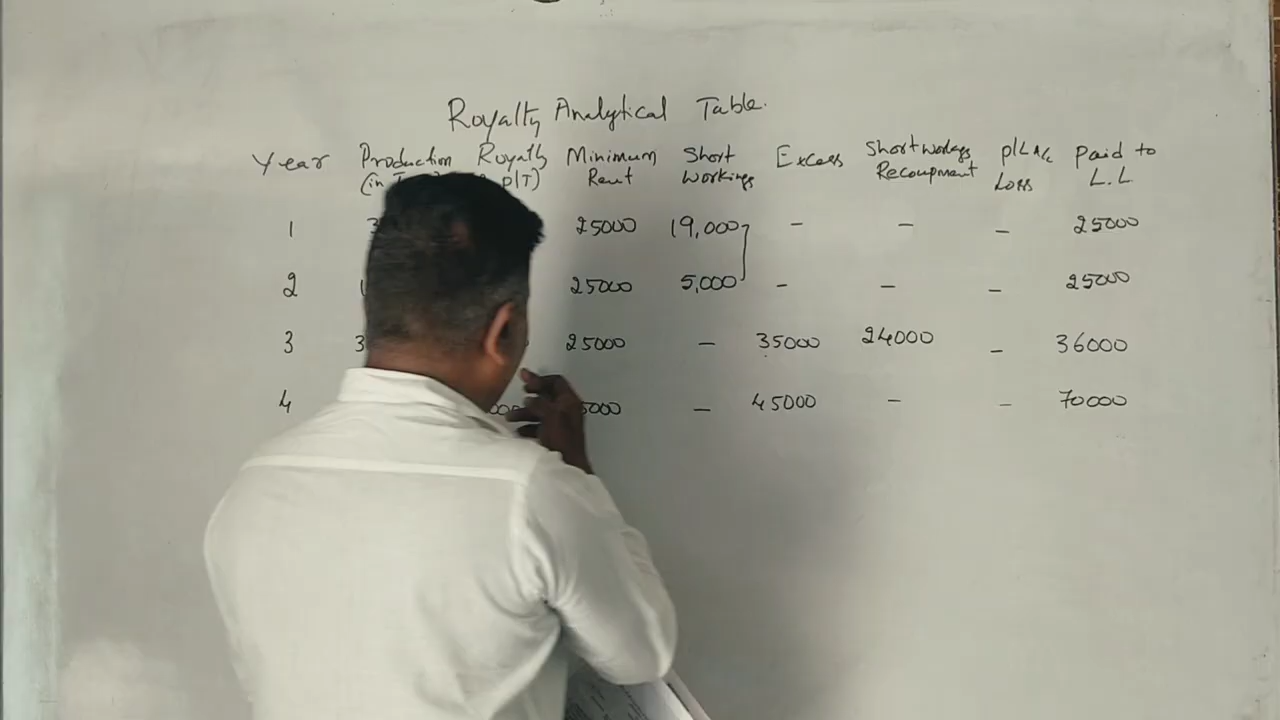 Royalty Analytical Table.
Year Production Royalty Minimum Short Excess Shortworkings P/L A/c Paid to
(in p/T) Rent Workings Recoupment Loss L.L
1 25000 19,000 - - - 25000
2 25000 5,000 - - - 25000
3 25000 - 35000 24000 - 36000
4 - 45000 - - 70000